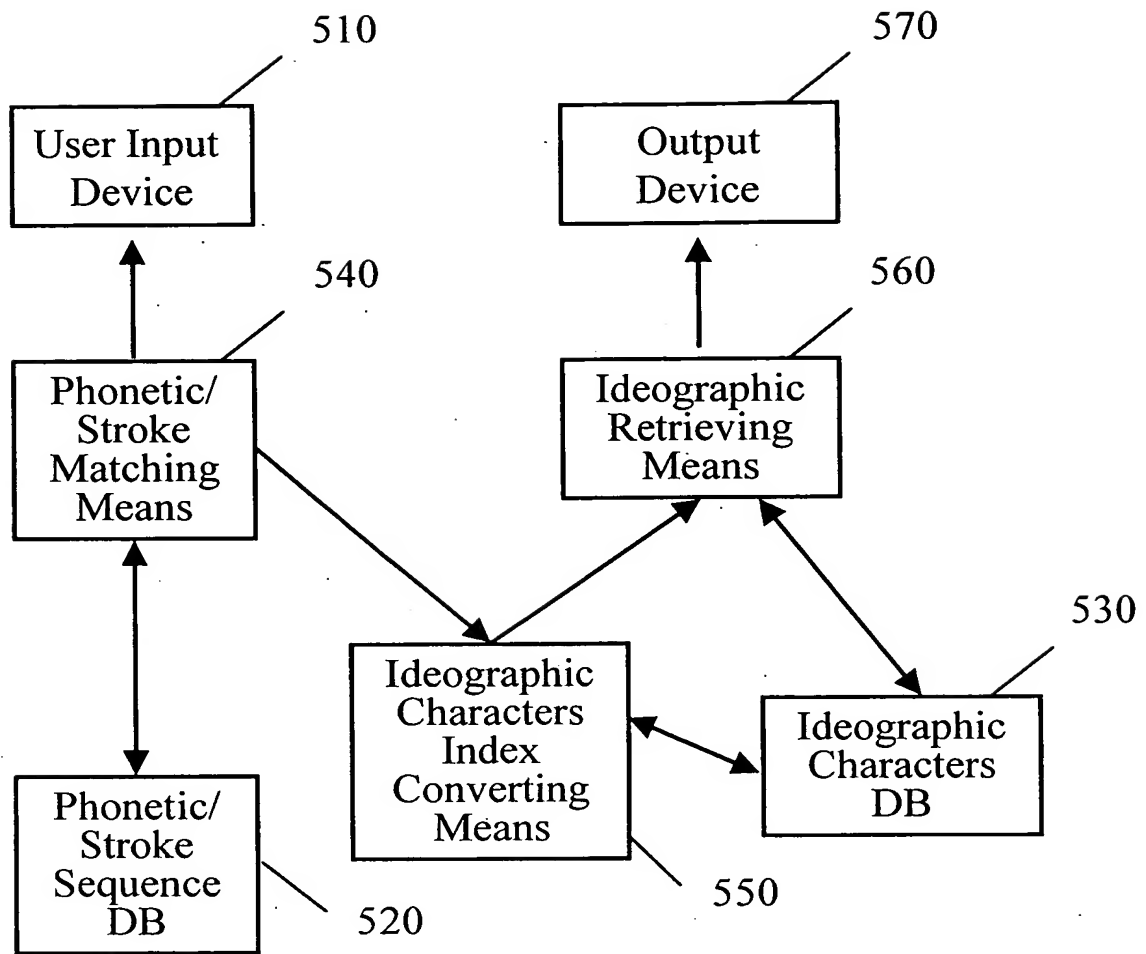 510
570
User Input
Device
Output
Device
540
560
Phonetic/
Stroke
Matching
Means
Ideographic
Retrieving
Means
530
Ideographic
Characters
Index
Converting
Means
Ideographic
Characters
DB
Phonetic/
Stroke
Sequence
DB
550
520